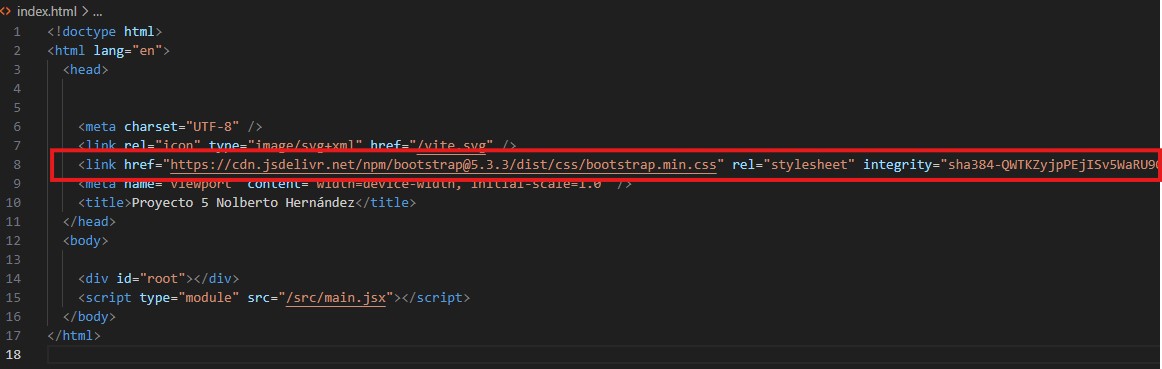 index.html > ...
1 <!doctype html>
2 <html lang="en">
3 <head>
4
5
6 <meta charset="UTF-8" />
7 <link rel="icon" type="image/svg+xml" href="/vite.svg" />
8 <link href="https://cdn.jsdelivr.net/npm/bootstrap@5.3.3/dist/css/bootstrap.min.css" rel="stylesheet" integrity="sha384-QWTKZyjpPEjISv5WaRU9
9 <meta name="viewport" content="width=device-width, initial-scale=1.0" />
10 <title>Proyecto 5 Nolberto Hernández</title>
11 </head>
12 <body>
13
14 <div id="root"></div>
15 <script type="module" src="/src/main.jsx"></script>
16 </body>
17 </html>
18